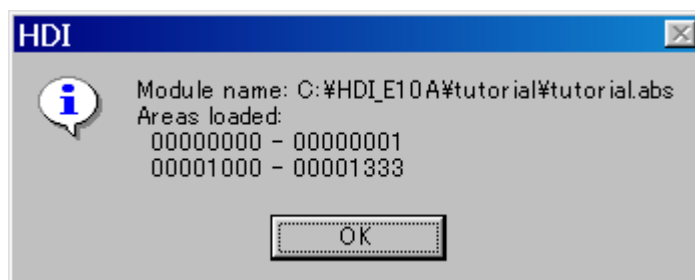 HDI
Module name: C:¥HDI_E10A¥tutorial¥tutorial.abs
Areas loaded:
00000000 - 00000001
00001000 - 00001333
OK